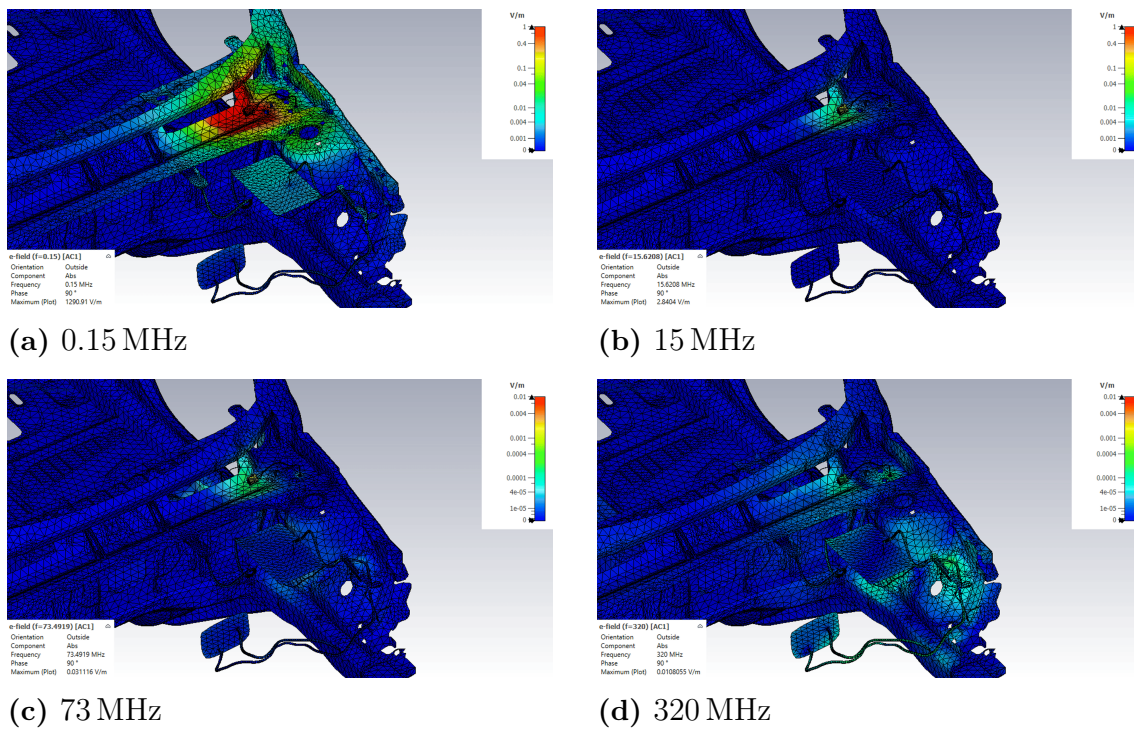 V/m
1
0.4
0.1
0.04
0.01
0.004
0.001
0
e-field (f=0.15) [AC1]
Orientation Outside
Component Abs
Frequency 0.15 MHz
Phase 90 °
Maximum (Plot) 1290.91 V/m
(a) 0.15 MHz
V/m
1
0.4
0.1
0.04
0.01
0.004
0.001
0
e-field (f=15.6208) [AC1]
Orientation Outside
Component Abs
Frequency 15.6208 MHz
Phase 90 °
Maximum (Plot) 2.8404 V/m
(b) 15 MHz
V/m
0.01
0.004
0.001
0.0004
0.0001
4e-05
1e-05
0
e-field (f=73.4919) [AC1]
Orientation Outside
Component Abs
Frequency 73.4919 MHz
Phase 90 °
Maximum (Plot) 0.031116 V/m
(c) 73 MHz
V/m
0.01
0.004
0.001
0.0004
0.0001
4e-05
1e-05
0
e-field (f=320) [AC1]
Orientation Outside
Component Abs
Frequency 320 MHz
Phase 90 °
Maximum (Plot) 0.0108055 V/m
(d) 320 MHz